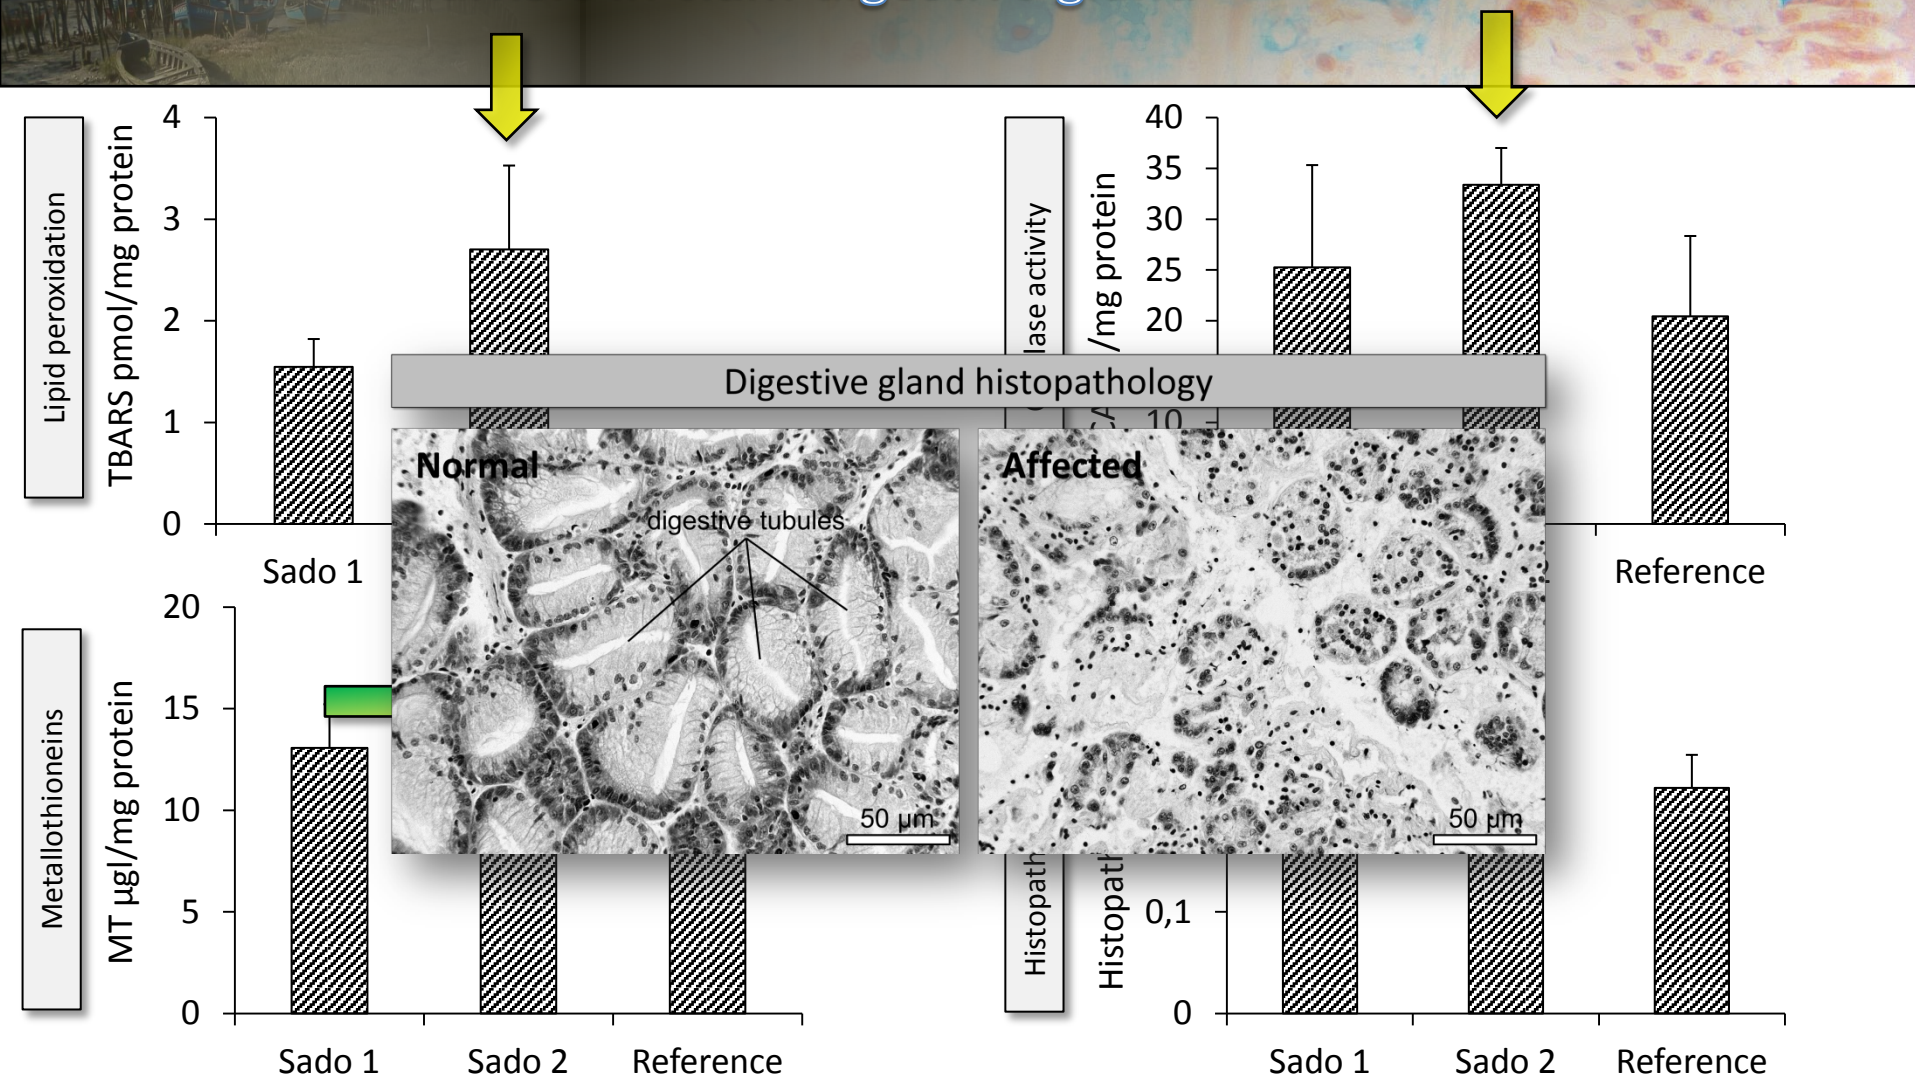 Lipid peroxidation
TBARS pmol/mg protein
4
3
2
1
0
Sado 1
lase activity
/mg protein
40
35
30
25
20
10
Reference
Digestive gland histopathology
Normal
digestive tubules
50 µm
Affected
50 µm
Metallothioneins
MT µgl/mg protein
20
15
10
5
0
Sado 1
Sado 2
Reference
Histopath
Histopath
0,1
0
Sado 1
Sado 2
Reference